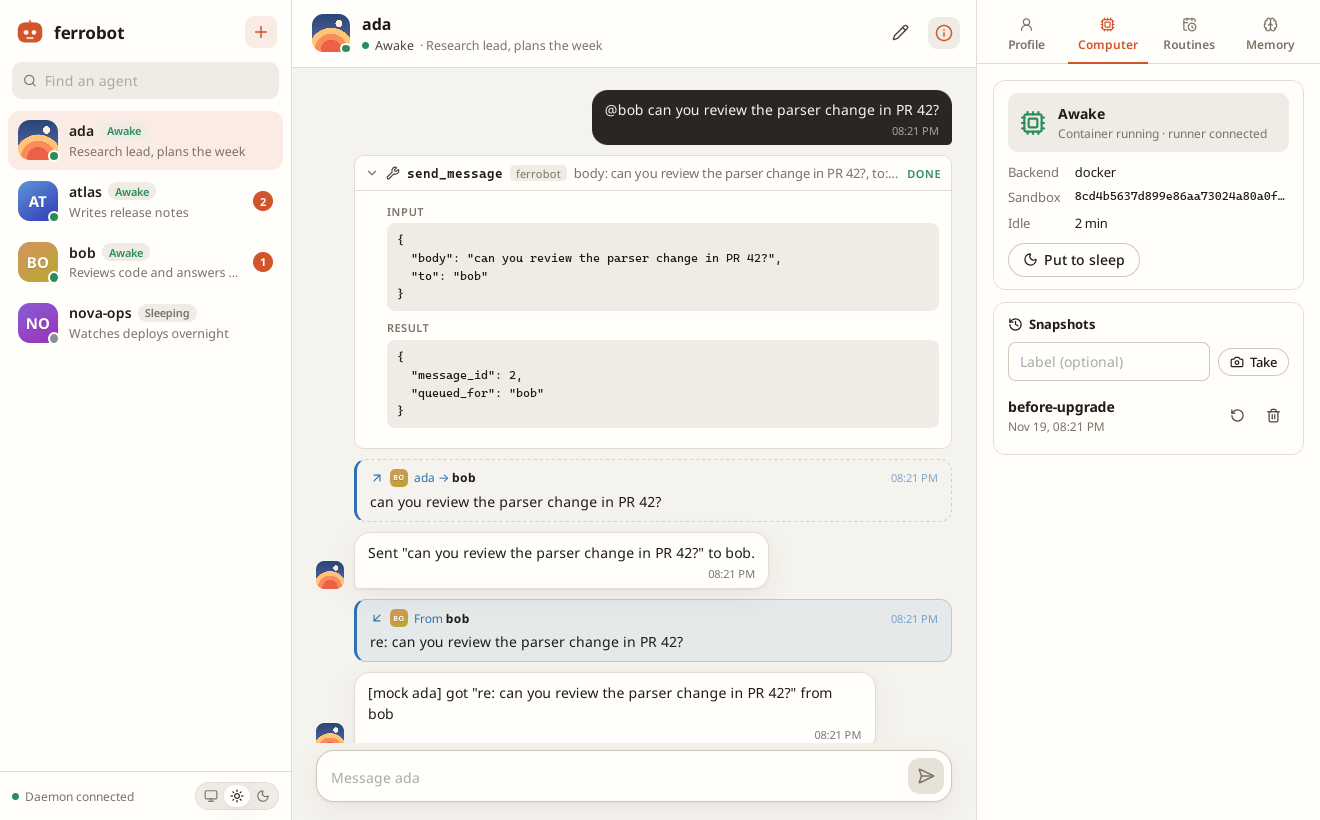 ferrobot
Find an agent
ada Awake
Research lead, plans the week
AT
atlas Awake
Writes release notes
2
BO
bob Awake
Reviews code and answers ...
1
NO
nova-ops Sleeping
Watches deploys overnight
Daemon connected
ada
Awake · Research lead, plans the week
@bob can you review the parser change in PR 42?
08:21 PM
send_message ferrobot body: can you review the parser change in PR 42?, to:... DONE
INPUT
{
"body": "can you review the parser change in PR 42?",
"to": "bob"
}
RESULT
{
"message_id": 2,
"queued_for": "bob"
}
BO ada → bob 08:21 PM
can you review the parser change in PR 42?
Sent "can you review the parser change in PR 42?" to bob.
08:21 PM
BO From bob 08:21 PM
re: can you review the parser change in PR 42?
[mock ada] got "re: can you review the parser change in PR 42?" from
bob
08:21 PM
Message ada
Profile Computer Routines Memory
Awake
Container running · runner connected
Backend docker
Sandbox 8cd4b5637d899e86aa73024a80a0f...
Idle 2 min
Put to sleep
Snapshots
Label (optional) Take
before-upgrade
Nov 19, 08:21 PM